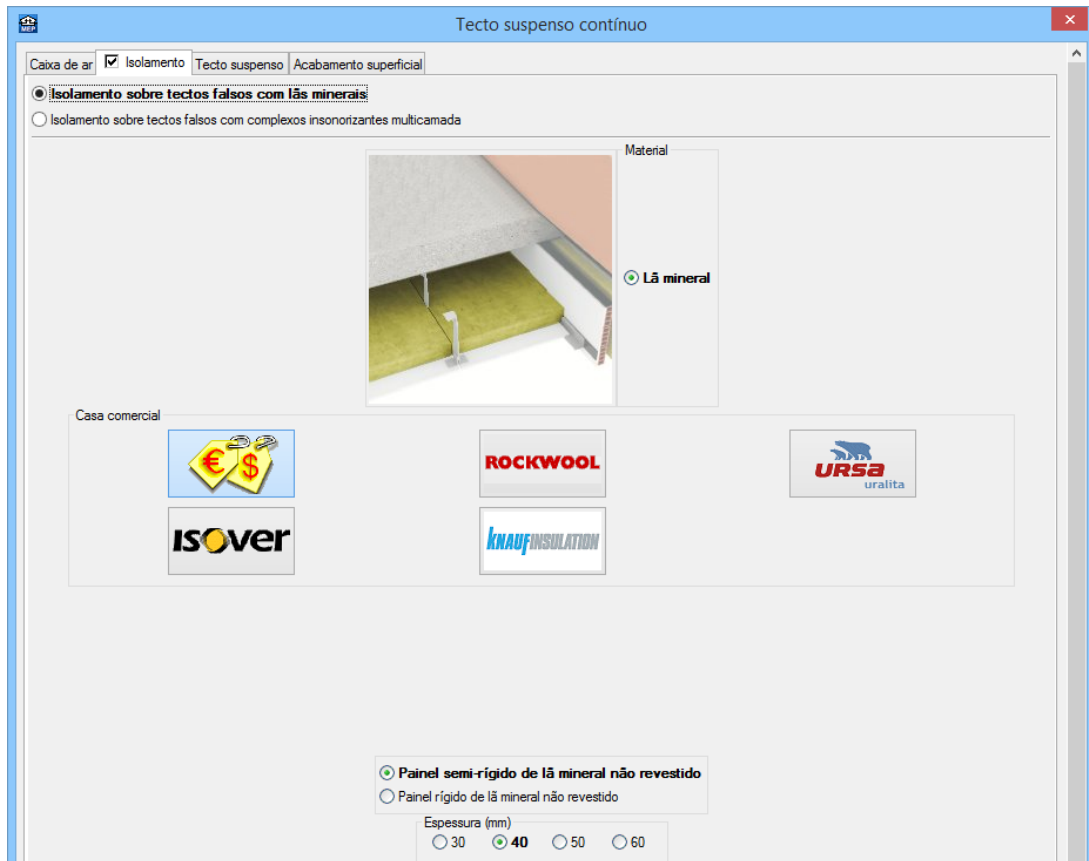 MEP
Tecto suspenso contínuo
Caixa de ar Isolamento Tecto suspenso Acabamento superficial
Isolamento sobre tectos falsos com lãs minerais
Isolamento sobre tectos falsos com complexos insonorizantes multicamada
Material
Lã mineral
Casa comercial
€ $
ROCKWOOL
URSA
uralita
ISOVER
KNAUFINSULATION
Painel semi-rígido de lã mineral não revestido
Painel rígido de lã mineral não revestido
Espessura (mm)
30 40 50 60